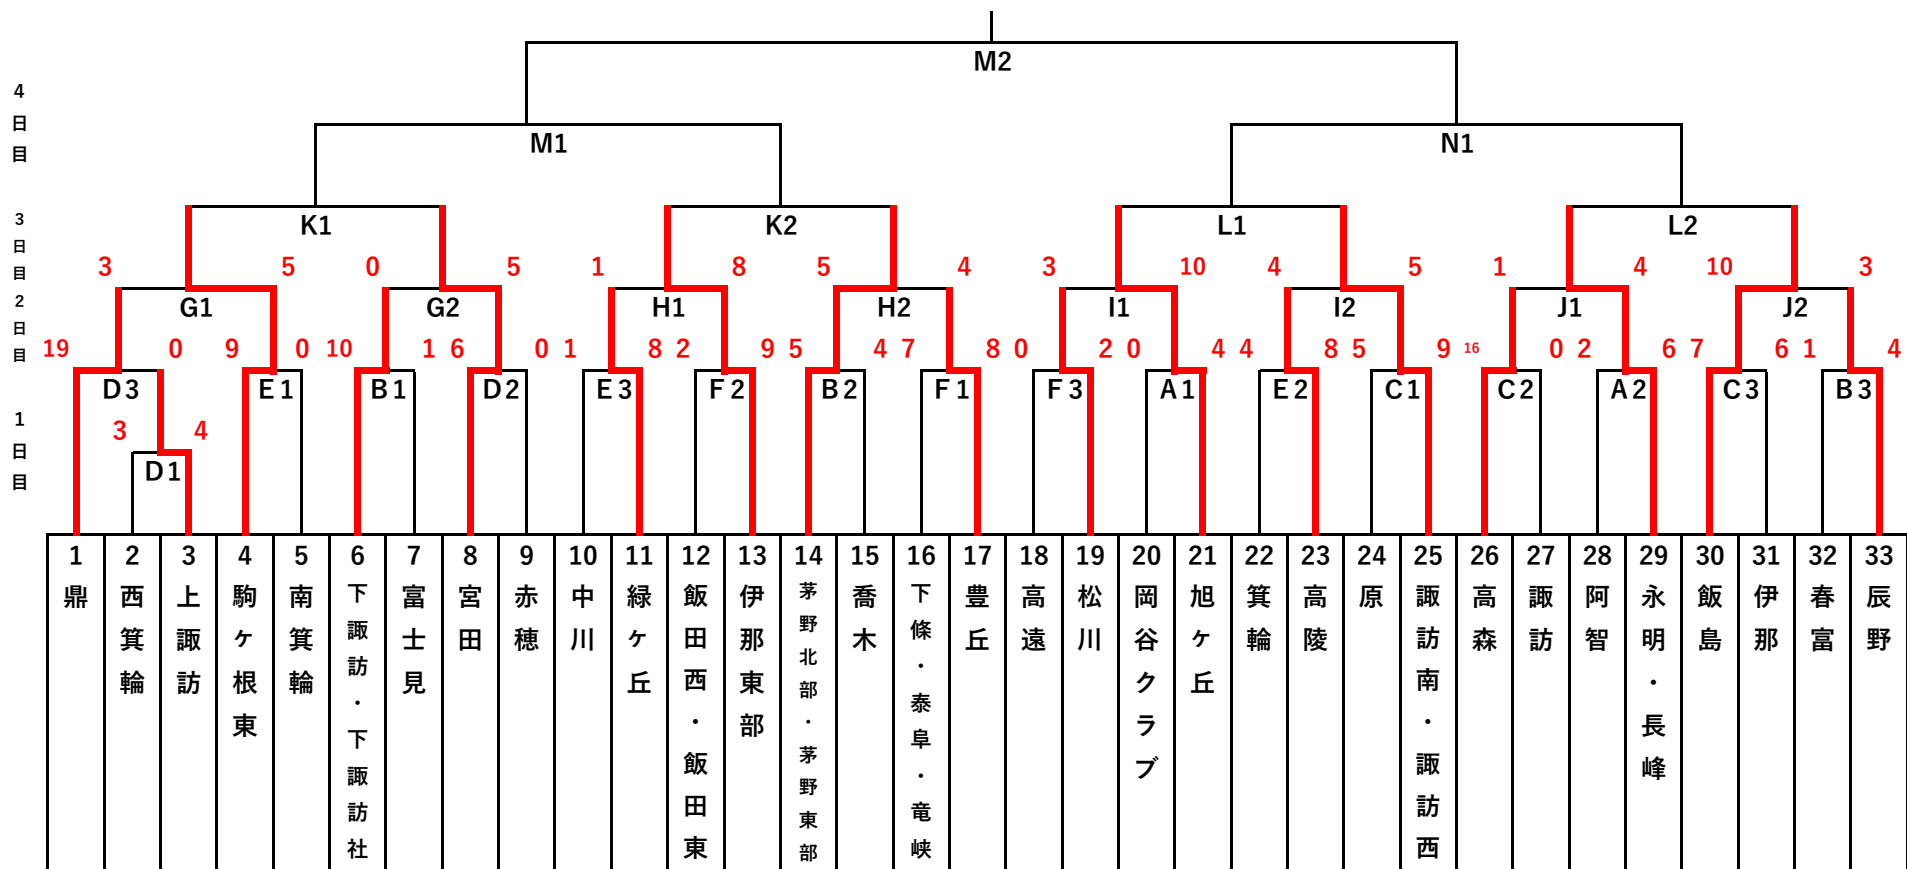 M2
4日目
M1 N1
3日目
K1 K2 L1 L2
3 5 0 5 1 8 5 4 3 10 4 5 1 4 10 3
2日目
G1 G2 H1 H2 I1 I2 J1 J2
19 0 9 0 10 1 6 0 1 8 2 9 5 4 7 8 0 2 0 4 4 8 5 9 16 0 2 6 7 6 1 4
D3 E1 B1 D2 E3 F2 B2 F1 F3 A1 E2 C1 C2 A2 C3 B3
1日目
3 4
D1
1 鼎
2 西箕輪
3 上諏訪
4 駒ヶ根東
5 南箕輪
6 下諏訪・下諏訪社
7 富士見
8 宮田
9 赤穂
10 中川
11 緑ヶ丘
12 飯田西・飯田東
13 伊那東部
14 茅野北部・茅野東部
15 喬木
16 下條・泰阜・竜峡
17 豊丘
18 高遠
19 松川
20 岡谷クラブ
21 旭ヶ丘
22 箕輪
23 高陵
24 原
25 諏訪南・諏訪西
26 高森
27 諏訪
28 阿智
29 永明・長峰
30 飯島
31 伊那
32 春富
33 辰野